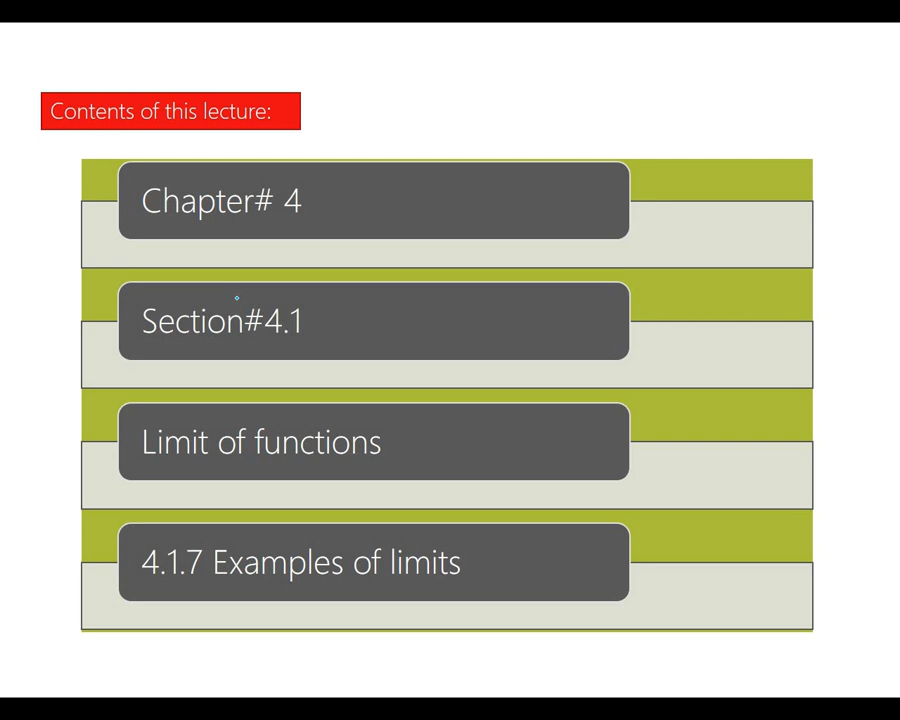 Contents of this lecture:
Chapter# 4
Section#4.1
Limit of functions
4.1.7 Examples of limits